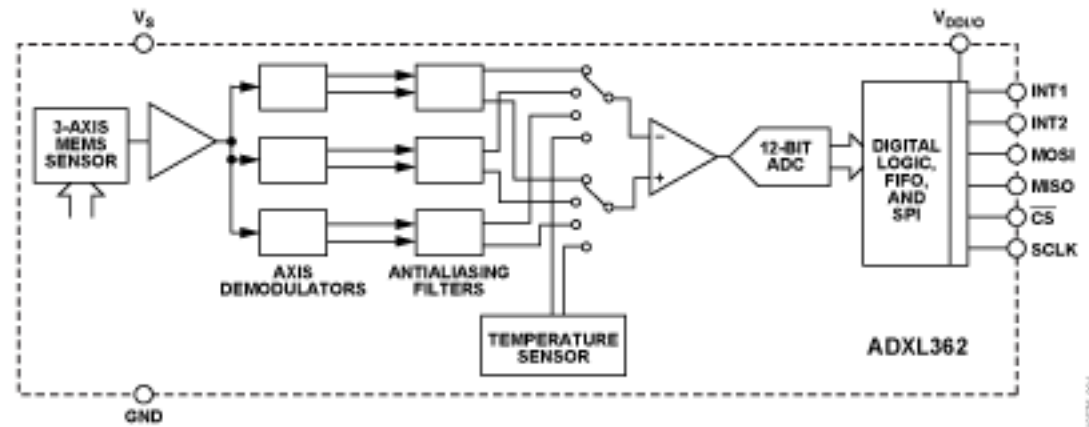 VS
VDDI/O
3-AXIS
MEMS
SENSOR
AXIS
DEMODULATORS
ANTIALIASING
FILTERS
12-BIT
ADC
DIGITAL
LOGIC,
FIFO,
AND
SPI
INT1
INT2
MOSI
MISO
CS
SCLK
TEMPERATURE
SENSOR
ADXL362
GND